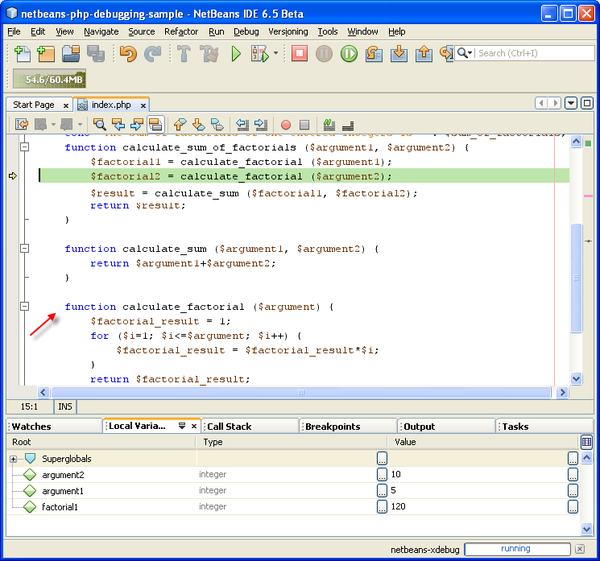 netbeans-php-debugging-sample - NetBeans IDE 6.5 Beta
File Edit View Navigate Source Refactor Run Debug Versioning Tools Window Help
Search (Ctrl+I)
54.6/60.4MB
Start Page index.php
function calculate_sum_of_factorials ($argument1, $argument2) {
$factorial1 = calculate_factorial ($argument1);
$factorial2 = calculate_factorial ($argument2);
$result = calculate_sum ($factorial1, $factorial2);
return $result;
}
function calculate_sum ($argument1, $argument2) {
return $argument1+$argument2;
}
function calculate_factorial ($argument) {
$factorial_result = 1;
for ($i=1; $i<=$argument; $i++) {
$factorial_result = $factorial_result*$i;
}
return $factorial_result;
15:1 INS
Watches Local Varia... Call Stack Breakpoints Output Tasks
Root Type Value
Superglobals ... ...
argument2 integer ... 10 ...
argument1 integer ... 5 ...
factorial1 integer ... 120 ...
netbeans-xdebug running